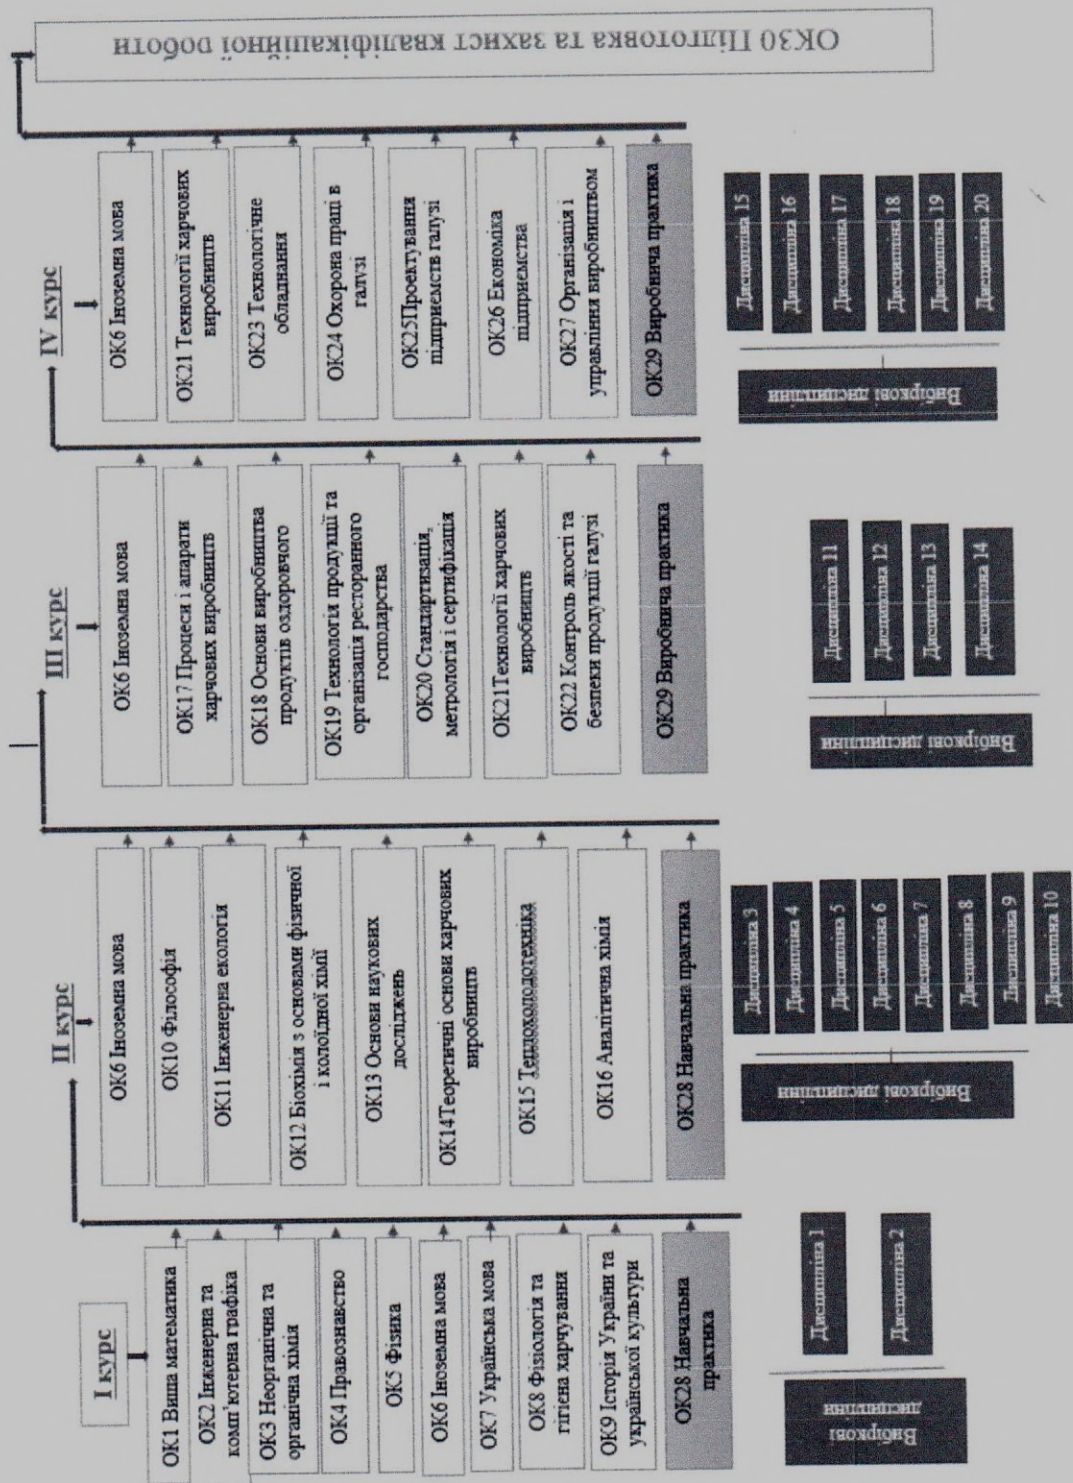 I курс
ОК1 Вища математика
ОК2 Інженерна та
комп'ютерна графіка
ОК3 Неорганічна та
органічна хімія
ОК4 Правознавство
ОК5 Фізика
ОК6 Іноземна мова
ОК7 Українська мова
ОК8 Фізіологія та
гігієна харчування
ОК9 Історія України та
української культури
ОК28 Навчальна
практика
Вибіркові
дисципліни
Дисципліна 1
Дисципліна 2
II курс
ОК6 Іноземна мова
ОК10 Філософія
ОК11 Інженерна екологія
ОК12 Біохімія з основами фізичної
і колоїдної хімії
ОК13 Основи наукових
досліджень
ОК14Теоретичні основи харчових
виробництв
ОК15 Теплохолодотехніка
ОК16 Аналітична хімія
ОК28 Навчальна практика
Вибіркові дисципліни
Дисципліна 3
Дисципліна 4
Дисципліна 5
Дисципліна 6
Дисципліна 7
Дисципліна 8
Дисципліна 9
Дисципліна 10
III курс
ОК6 Іноземна мова
ОК17 Процеси і апарати
харчових виробництв
ОК18 Основи виробництва
продуктів оздоровчого
ОК19 Технологія продукції та
організація ресторанного
господарства
ОК20 Стандартизація,
метрологія і сертифікація
ОК21Технології харчових
виробництв
ОК22 Контроль якості та
безпеки продукції галузі
ОК29 Виробнича практика
Вибіркові дисципліни
Дисципліна 11
Дисципліна 12
Дисципліна 13
Дисципліна 14
IV курс
ОК6 Іноземна мова
ОК21 Технології харчових
виробництв
ОК23 Технологічне
обладнання
ОК24 Охорона праці в
галузі
ОК25Проектування
підприємств галузі
ОК26 Економіка
підприємства
ОК27 Організація і
управління виробництвом
ОК29 Виробнича практика
Вибіркові дисципліни
Дисципліна 15
Дисципліна 16
Дисципліна 17
Дисципліна 18
Дисципліна 19
Дисципліна 20
ОК30 Підготовка та захист кваліфікаційної роботи